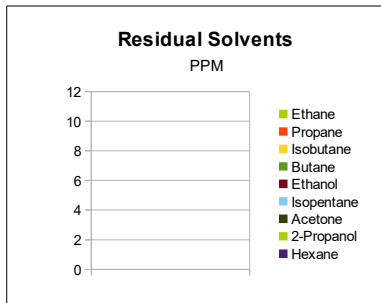 Residual Solvents
PPM
12
10
8
6
4
2
0
Ethane
Propane
Isobutane
Butane
Ethanol
Isopentane
Acetone
2-Propanol
Hexane